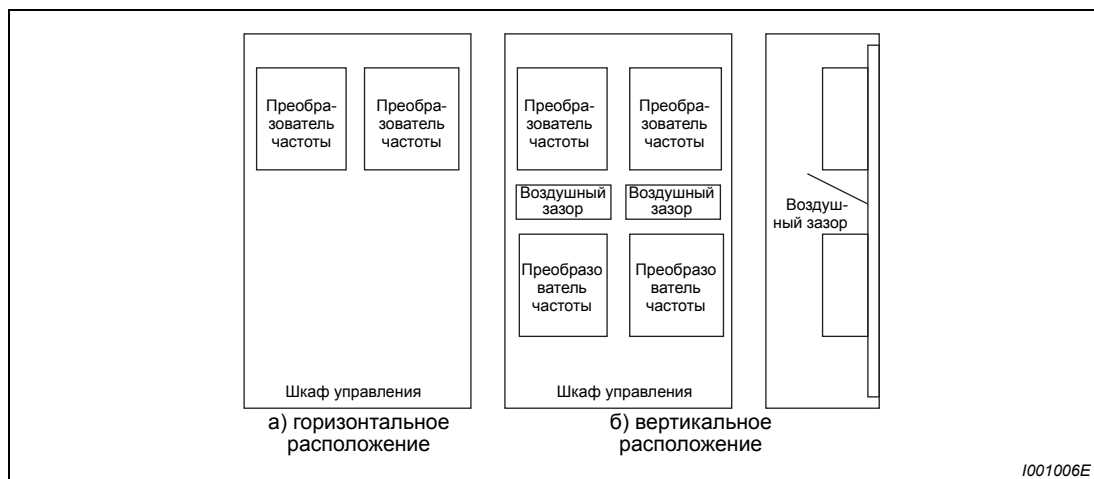 Преобра-
зователь
частоты
Преобра-
зователь
частоты
Шкаф управления
а) горизонтальное
расположение
Преобра-
зователь
частоты
Преобра-
зователь
частоты
Воздушный
зазор
Воздушный
зазор
Преобразо
ватель
частоты
Преобразо
ватель
частоты
Шкаф управления
Воздуш-
ный зазор
б) вертикальное
расположение
I001006E